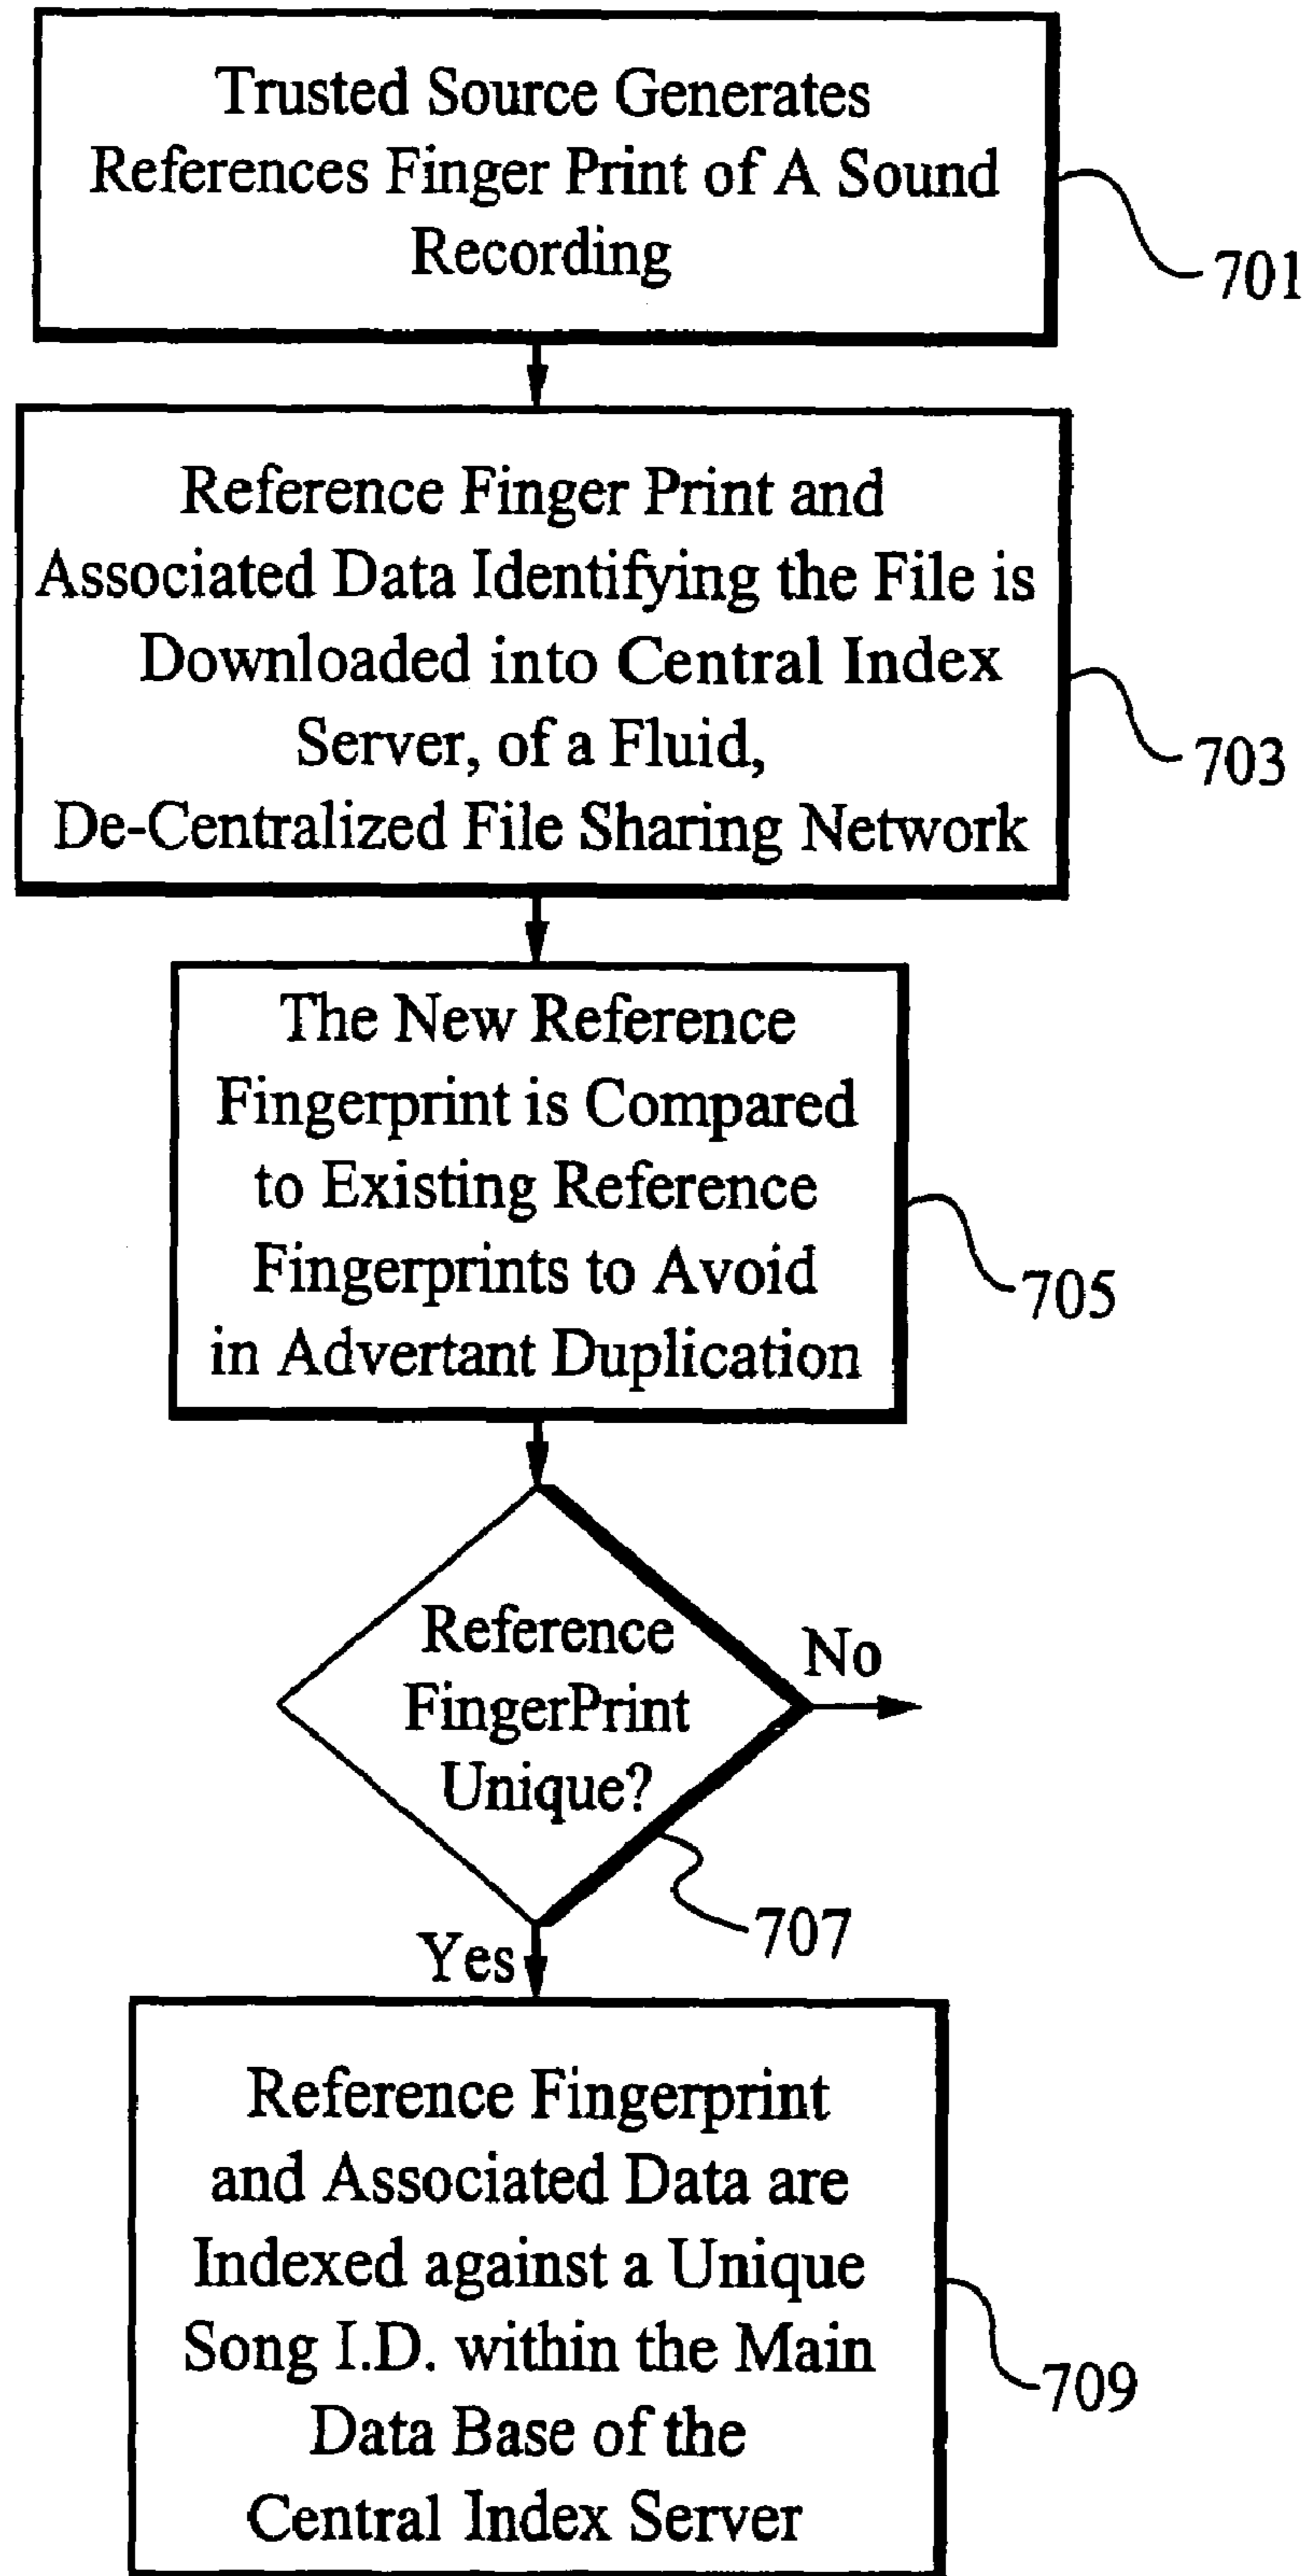 Trusted Source Generates
References Finger Print of A Sound
Recording
701
Reference Finger Print and
Associated Data Identifying the File is
Downloaded into Central Index
Server, of a Fluid,
De-Centralized File Sharing Network
703
The New Reference
Fingerprint is Compared
to Existing Reference
Fingerprints to Avoid
in Advertant Duplication
705
Reference
FingerPrint
Unique?
No
707
Yes
Reference Fingerprint
and Associated Data are
Indexed against a Unique
Song I.D. within the Main
Data Base of the
Central Index Server
709